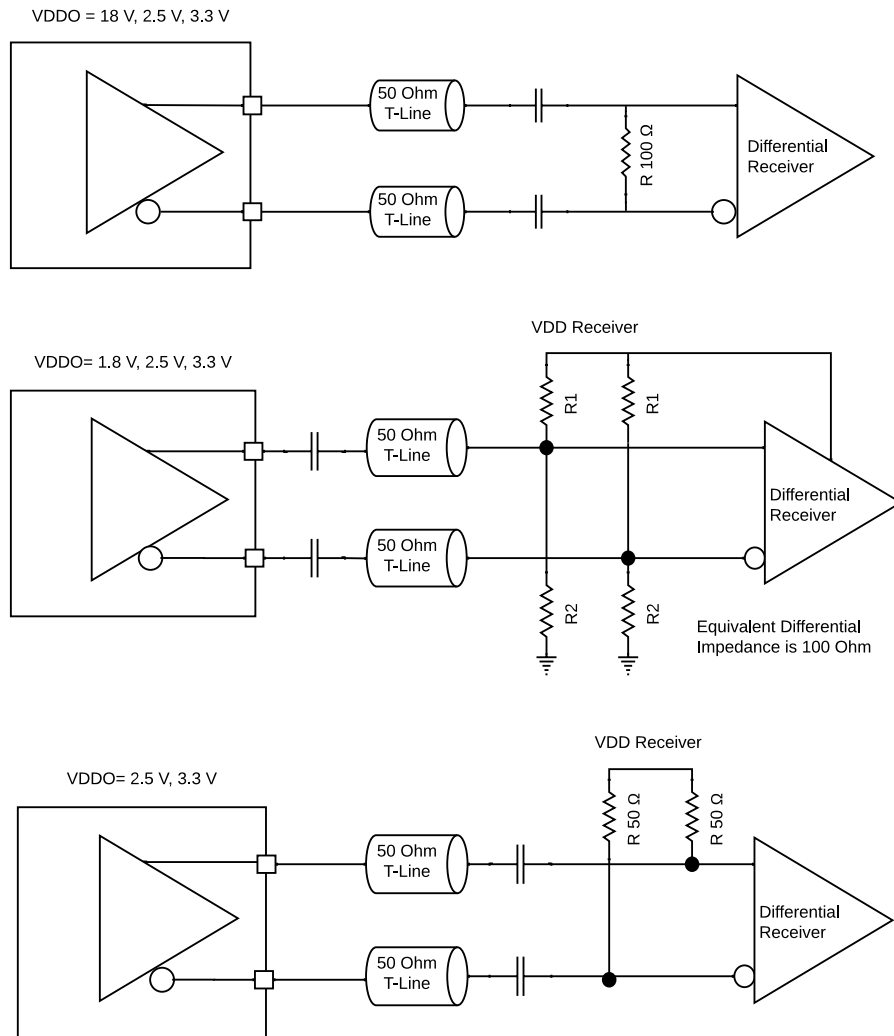 VDDO = 18 V, 2.5 V, 3.3 V
50 Ohm
T-Line
R 100 Ω
Differential
Receiver
50 Ohm
T-Line
VDD Receiver
VDDO= 1.8 V, 2.5 V, 3.3 V
R1
R1
50 Ohm
T-Line
Differential
Receiver
50 Ohm
T-Line
R2
R2
Equivalent Differential
Impedance is 100 Ohm
VDD Receiver
VDDO= 2.5 V, 3.3 V
R 50 Ω
R 50 Ω
50 Ohm
T-Line
Differential
Receiver
50 Ohm
T-Line